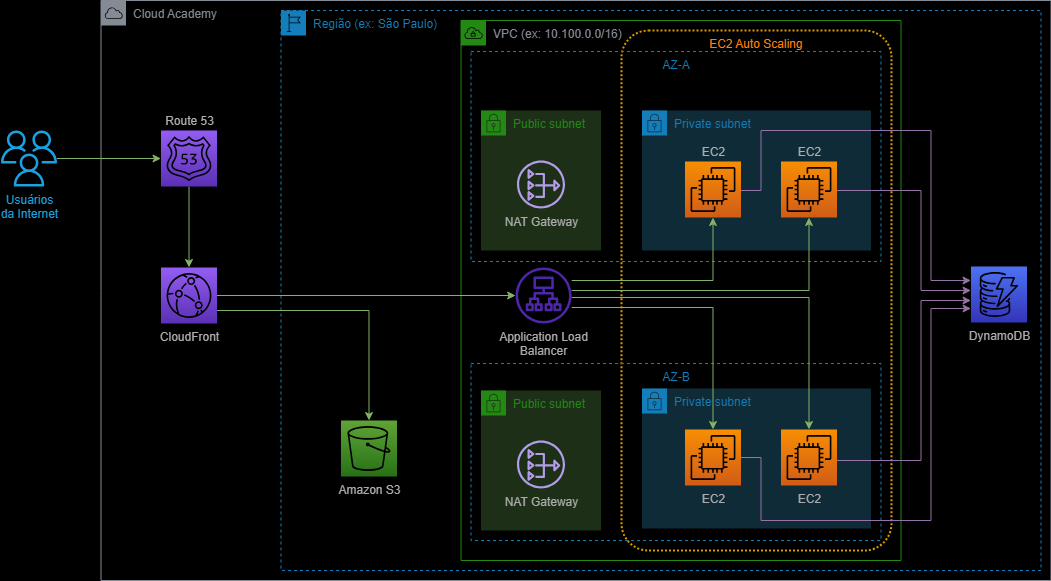 Cloud Academy
Região (ex: São Paulo)
VPC (ex: 10.100.0.0/16)
EC2 Auto Scaling
AZ-A
Route 53
53
Usuários
da Internet
Public subnet
NAT Gateway
Private subnet
EC2
EC2
CloudFront
Application Load
Balancer
DynamoDB
AZ-B
Amazon S3
Public subnet
NAT Gateway
Private subnet
EC2
EC2